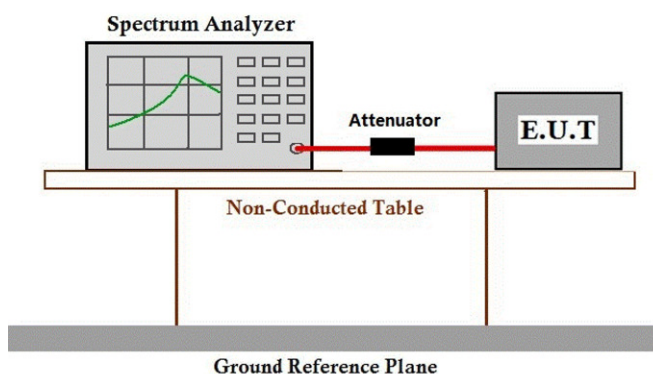 Spectrum Analyzer
Attenuator
E.U.T
Non-Conducted Table
Ground Reference Plane